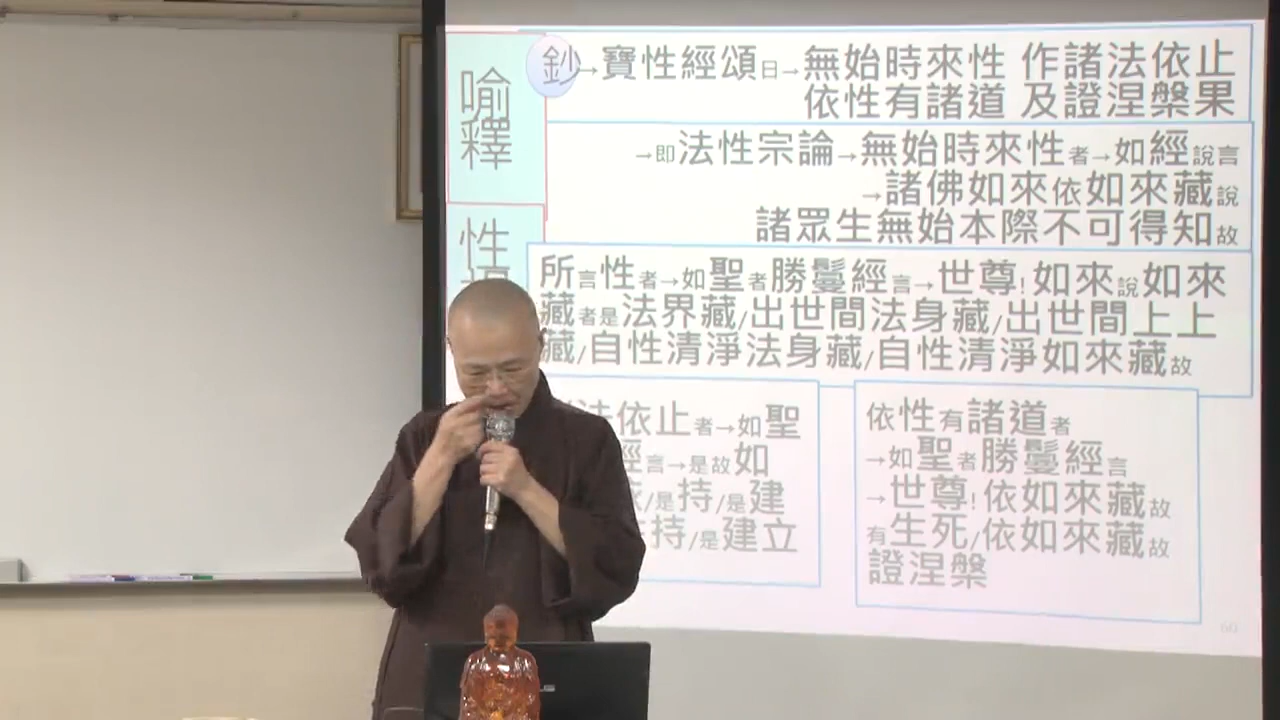 喻
釋
性
鈔→寶性經頌曰→無始時來性 作諸法依止
依性有諸道 及證涅槃果
→即法性宗論→無始時來性者→如經說言
→諸佛如來依如來藏說
諸眾生無始本際不可得知故
所言性者→如聖者勝鬘經言→世尊!如來說如來
藏者是法界藏/出世間法身藏/出世間上上
藏/自性清淨法身藏/自性清淨如來藏故
法依止者→如聖
經言→是故如
依/是持/是建
持/是建立
依性有諸道者
→如聖者勝鬘經言
→世尊!依如來藏故
有生死/依如來藏故
證涅槃
60